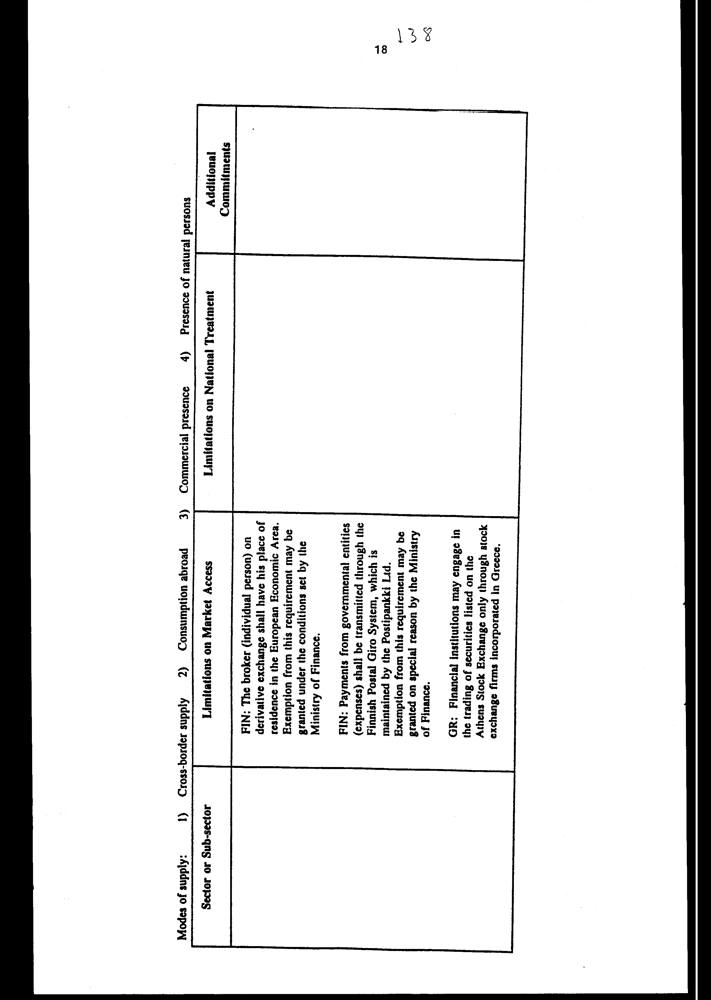 138
18
Modes of supply: 1) Cross-border supply 2) Consumption abroad 3) Commercial presence 4) Presence of natural persons
Sector or Sub-sector
Limitations on Market Access
Limitations on National Treatment
Additional
Commitments
FIN: The broker (individual person) on
derivative exchange shall have his place of
residence in the European Economic Area.
Exemption from this requirement may be
granted under the conditions set by the
Ministry of Finance.
FIN: Payments from governmental entities
(expenses) shall be transmitted through the
Finnish Postal Giro System, which is
maintained by the Postipankki Ltd.
Exemption from this requirement may be
granted on special reason by the Ministry
of Finance.
GR: Financial institutions may engage in
the trading of securities listed on the
Athens Stock Exchange only through stock
exchange firms incorporated in Greece.